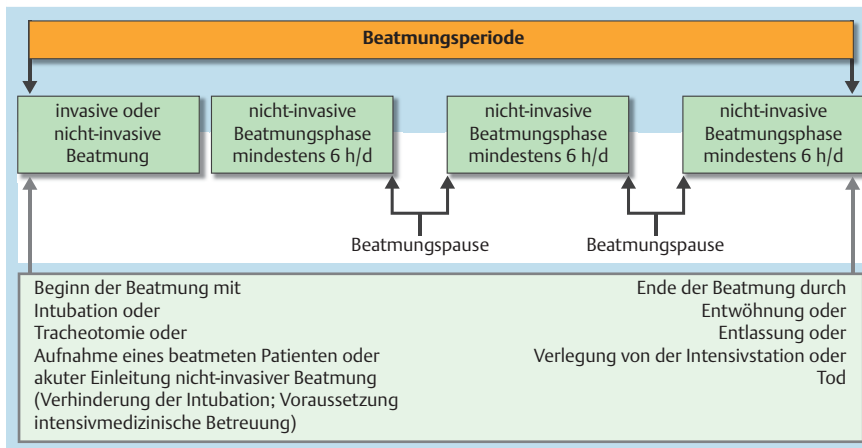 Beatmungsperiode
invasive oder
nicht-invasive
Beatmung
nicht-invasive
Beatmungsphase
mindestens 6 h/d
nicht-invasive
Beatmungsphase
mindestens 6 h/d
nicht-invasive
Beatmungsphase
mindestens 6 h/d
Beatmungspause
Beatmungspause
Beginn der Beatmung mit
Intubation oder
Tracheotomie oder
Aufnahme eines beatmeten Patienten oder
akuter Einleitung nicht-invasiver Beatmung
(Verhinderung der Intubation; Voraussetzung
intensivmedizinische Betreuung)
Ende der Beatmung durch
Entwöhnung oder
Entlassung oder
Verlegung von der Intensivstation oder
Tod